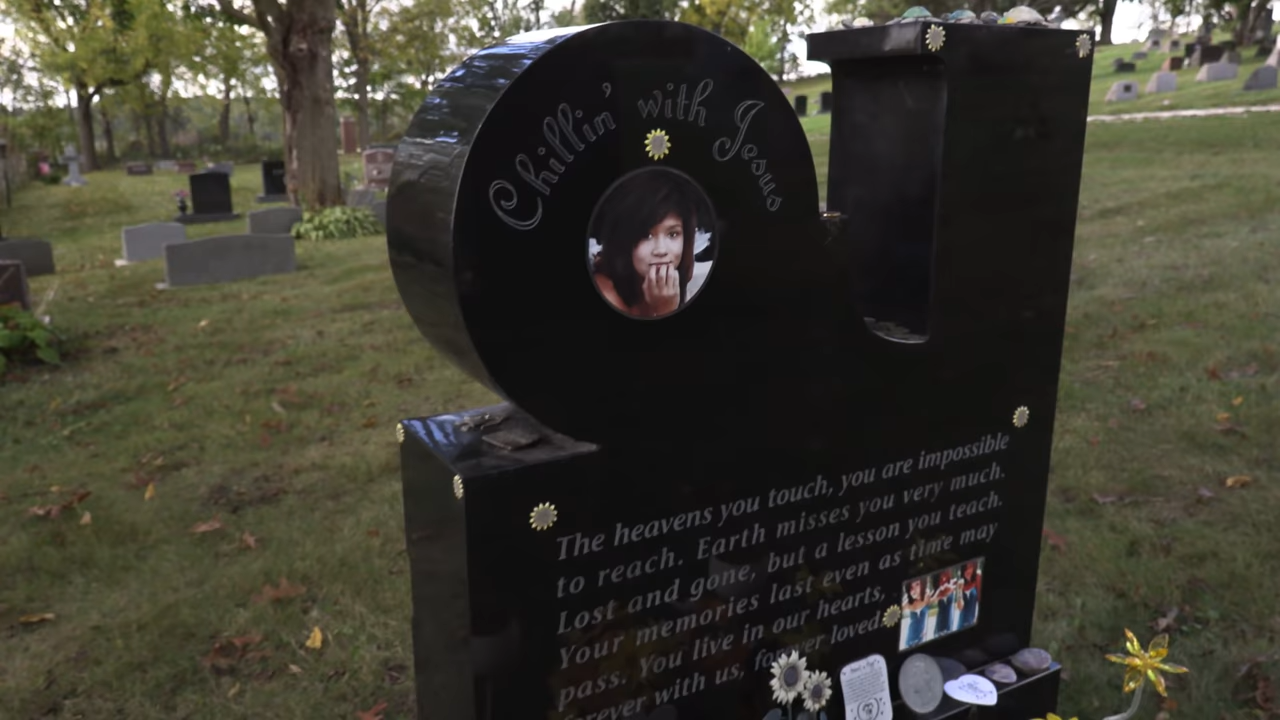 Chillin' with Jesus
The heavens you touch, you are impossible
to reach. Earth misses you very much.
Lost and gone, but a lesson you teach.
Your memories last even as time may
pass. You live in our hearts,
forever with us, forever loved.